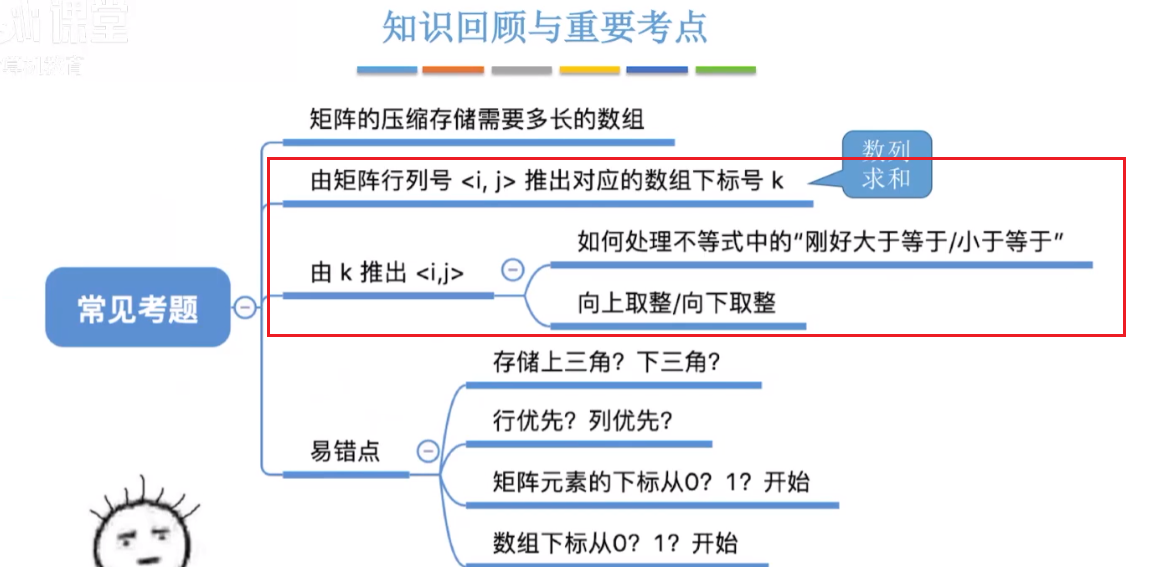 课堂
知识回顾与重要考点
矩阵的压缩存储需要多长的数组
数列
求和
由矩阵行列号 <i, j> 推出对应的数组下标号 k
如何处理不等式中的“刚好大于等于/小于等于”
由 k 推出 <i,j>
向上取整/向下取整
常见考题
存储上三角？下三角？
行优先？列优先？
易错点
矩阵元素的下标从0？1？开始
数组下标从0？1？开始